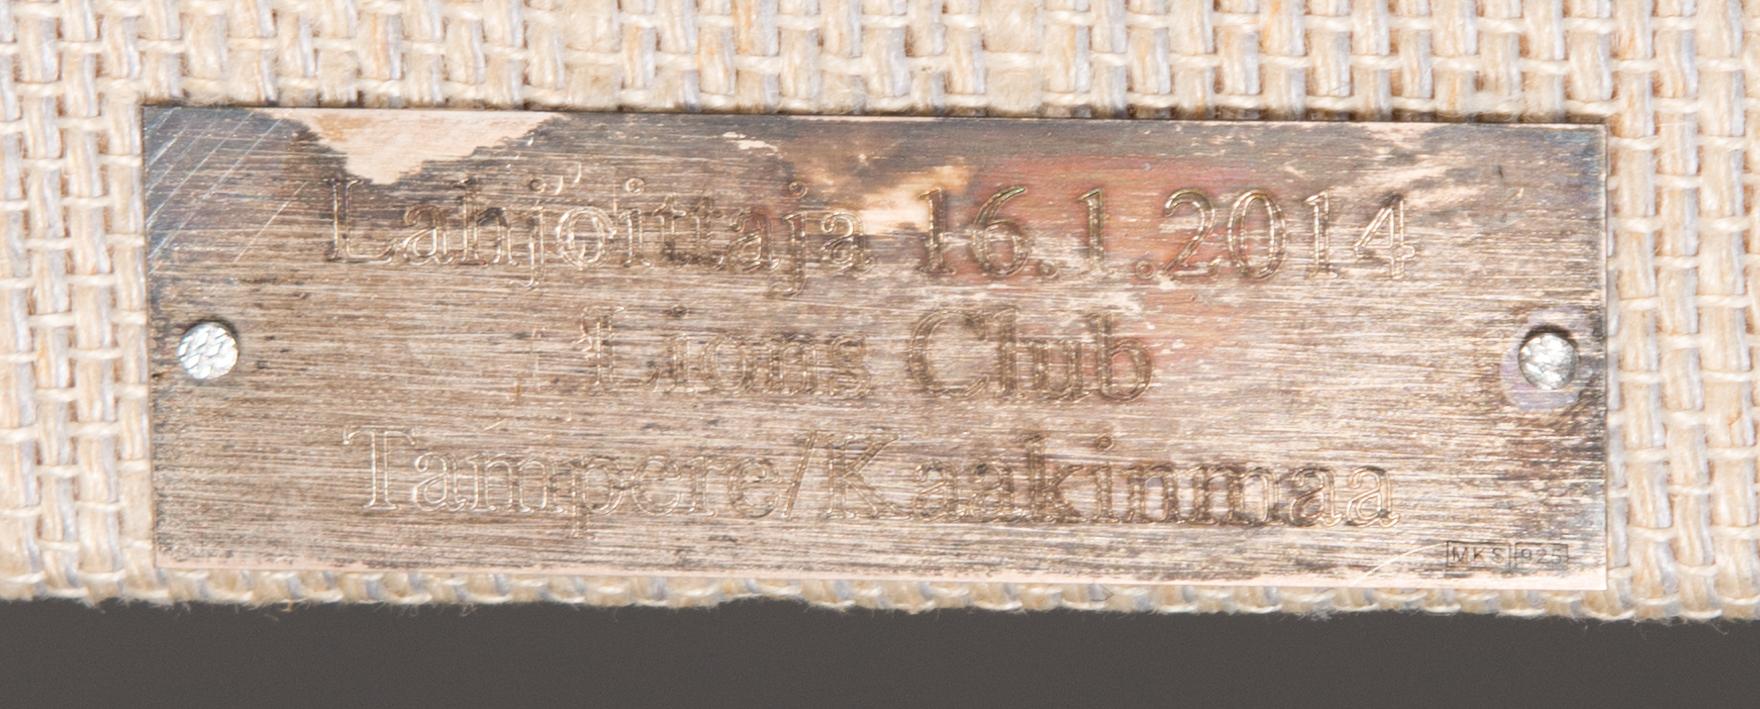 Lahjoittaja 16.1.2014
Lions Club
Tampere/Kaakinmaa
MKS 925